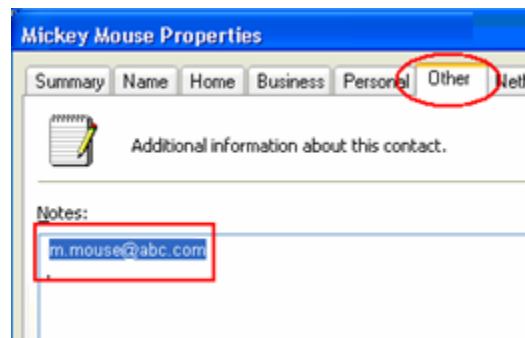 Mickey Mouse Properties
Summary Name Home Business Personal Other
Additional information about this contact.
Notes:
m.mouse@abc.com